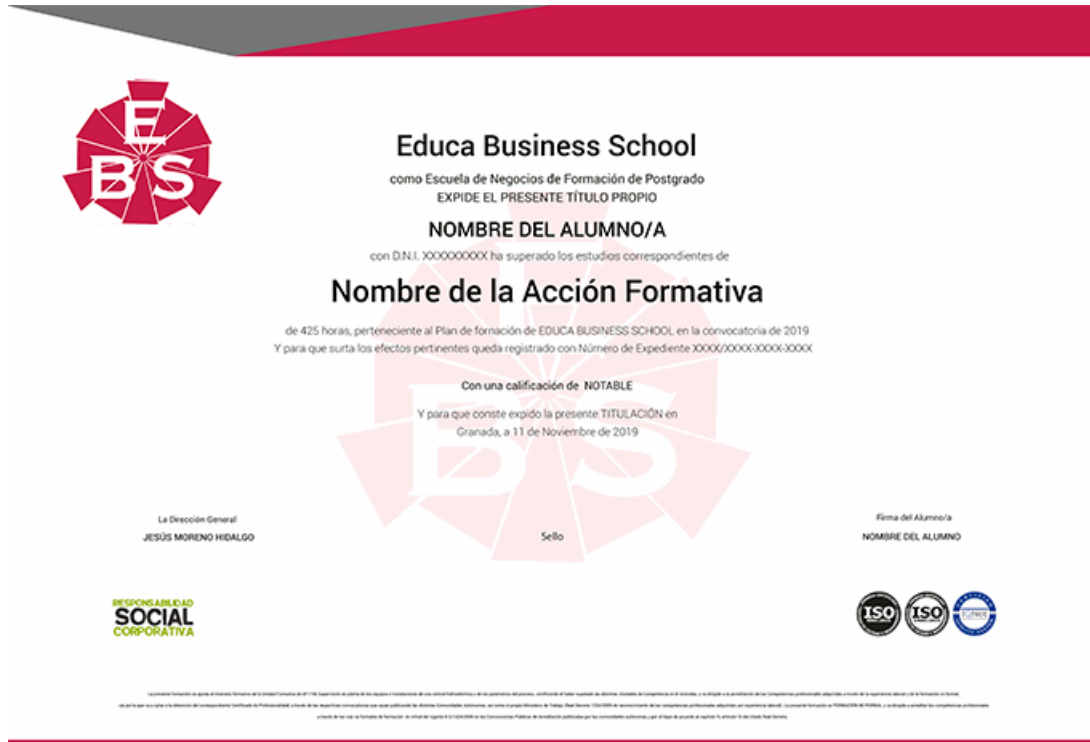 E
BS
Educa Business School
como Escuela de Negocios de Formación de Postgrado
EXPIDE EL PRESENTE TÍTULO PROPIO
NOMBRE DEL ALUMNO/A
con D.N.I. XXXXXXXXX ha superado los estudios correspondientes de
Nombre de la Acción Formativa
de 425 horas, perteneciente al Plan de formación de EDUCA BUSINESS SCHOOL en la convocatoria de 2019
Y para que surta los efectos pertinentes queda registrado con Número de Expediente XXXX/XXXX-XXXX-XXXX
Con una calificación de NOTABLE
Y para que conste expido la presente TITULACIÓN en
Granada, a 11 de Noviembre de 2019
La Dirección General
JESÚS MORENO HIDALGO
Sello
Firma del Alumno/a
NOMBRE DEL ALUMNO
RESPONSABILIDAD
SOCIAL
CORPORATIVA
ISO
ISO
IQNet